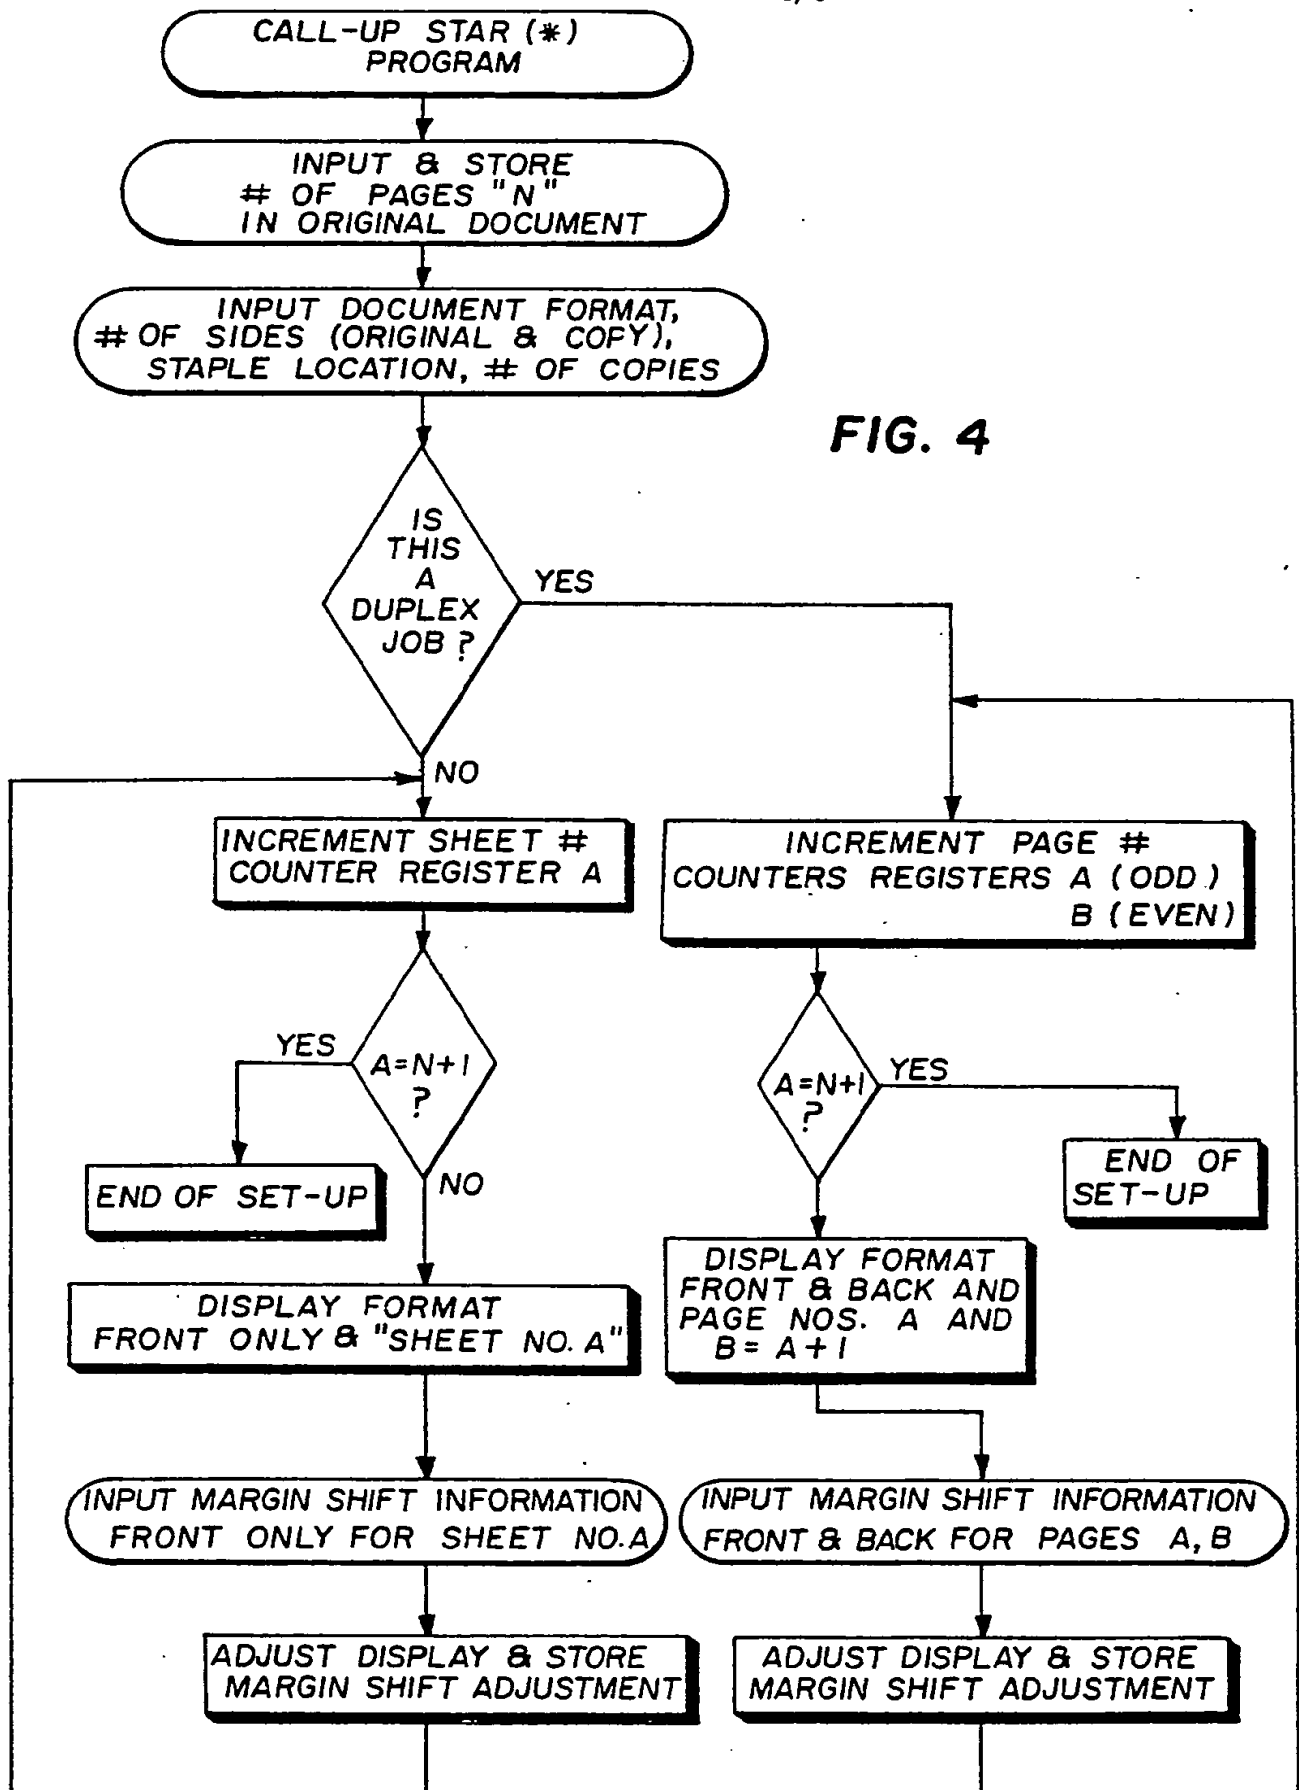 CALL-UP STAR (*)
PROGRAM
INPUT & STORE
# OF PAGES "N"
IN ORIGINAL DOCUMENT
INPUT DOCUMENT FORMAT,
# OF SIDES (ORIGINAL & COPY),
STAPLE LOCATION, # OF COPIES
FIG. 4
IS
THIS
A
DUPLEX
JOB ?
YES
NO
INCREMENT SHEET #
COUNTER REGISTER A
INCREMENT PAGE #
COUNTERS REGISTERS A (ODD)
B (EVEN)
YES
A=N+1
?
NO
A=N+1
?
YES
END OF SET-UP
END OF
SET-UP
DISPLAY FORMAT
FRONT ONLY & "SHEET NO. A"
DISPLAY FORMAT
FRONT & BACK AND
PAGE NOS. A AND
B = A + 1
INPUT MARGIN SHIFT INFORMATION
FRONT ONLY FOR SHEET NO. A
INPUT MARGIN SHIFT INFORMATION
FRONT & BACK FOR PAGES A, B
ADJUST DISPLAY & STORE
MARGIN SHIFT ADJUSTMENT
ADJUST DISPLAY & STORE
MARGIN SHIFT ADJUSTMENT